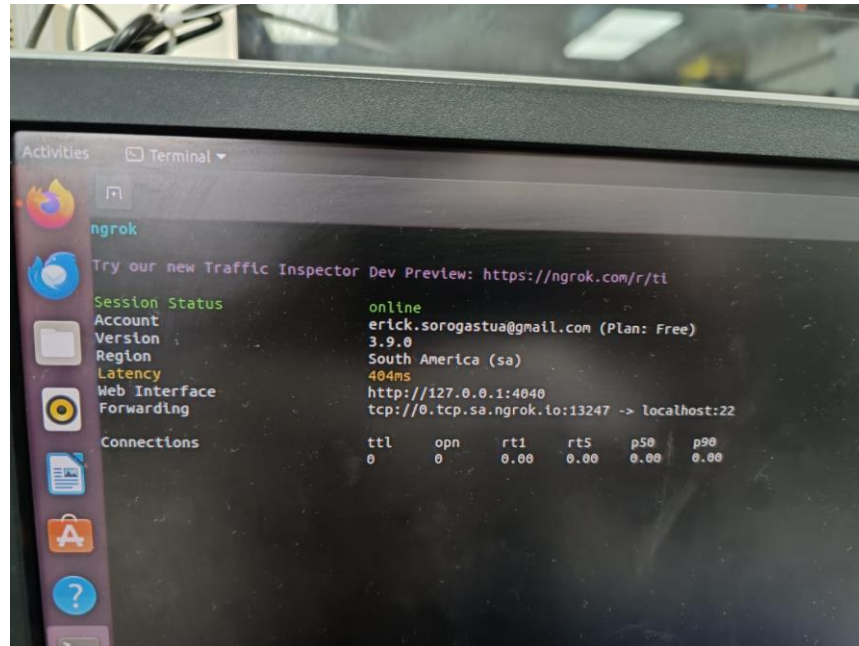 Activities Terminal
ngrok
Try our new Traffic Inspector Dev Preview: https://ngrok.com/r/ti
Session Status online
Account erick.sorogastua@gmail.com (Plan: Free)
Version 3.9.0
Region South America (sa)
Latency 404ms
Web Interface http://127.0.0.1:4040
Forwarding tcp://0.tcp.sa.ngrok.io:13247 -> localhost:22
Connections ttl opn rt1 rt5 p50 p90
0 0 0.00 0.00 0.00 0.00